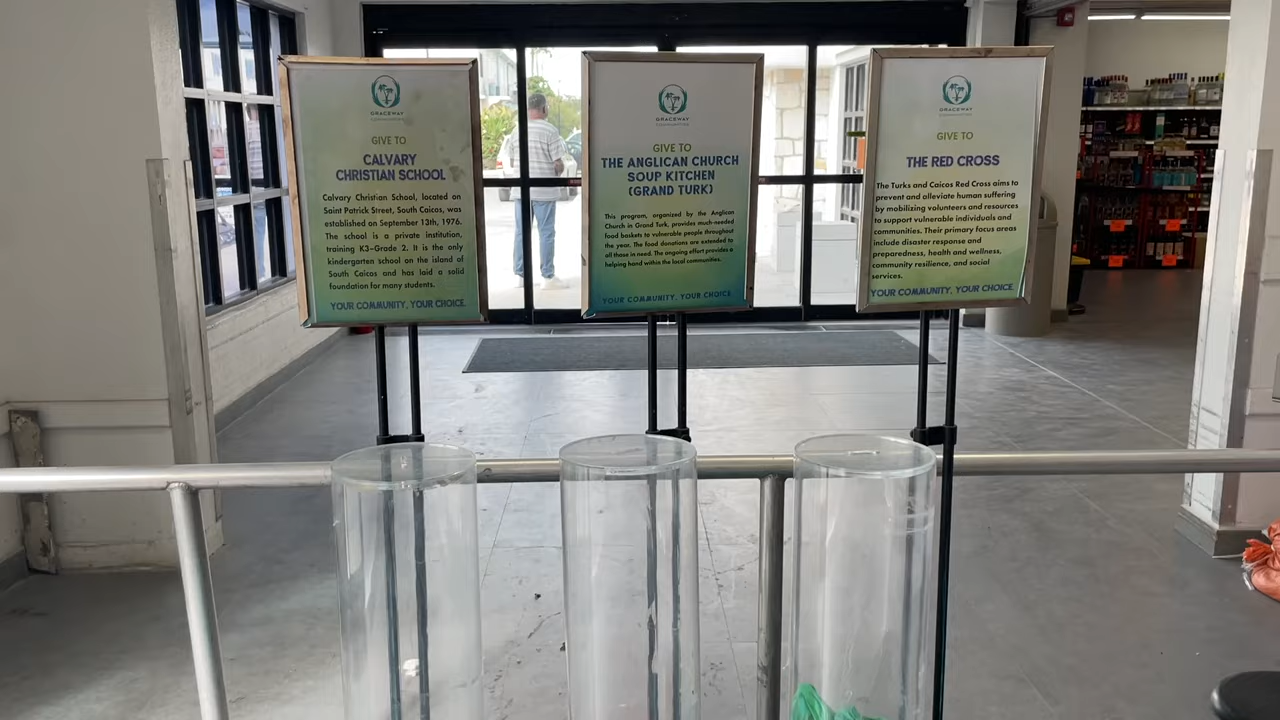 GRACEWAY
COMMUNITIES
GIVE TO
CALVARY
CHRISTIAN SCHOOL
Calvary Christian School, located on
Saint Patrick Street, South Caicos, was
established on September 13th, 1976.
The school is a private institution,
training K3-Grade 2. It is the only
kindergarten school on the island of
South Caicos and has laid a solid
foundation for many students.
YOUR COMMUNITY, YOUR CHOICE.
GRACEWAY
COMMUNITIES
GIVE TO
THE ANGLICAN CHURCH
SOUP KITCHEN
(GRAND TURK)
This program, organized by the Anglican
Church in Grand Turk, provides much-needed
food baskets to vulnerable people throughout
the year. The food donations are extended to
all those in need. The ongoing effort provides a
helping hand within the local communities.
YOUR COMMUNITY, YOUR CHOICE
GRACEWAY
COMMUNITIES
GIVE TO
THE RED CROSS
The Turks and Caicos Red Cross aims to
prevent and alleviate human suffering
by mobilizing volunteers and resources
to support vulnerable individuals and
communities. Their primary focus areas
include disaster response and
preparedness, health and wellness,
community resilience, and social
services.
YOUR COMMUNITY, YOUR CHOICE.